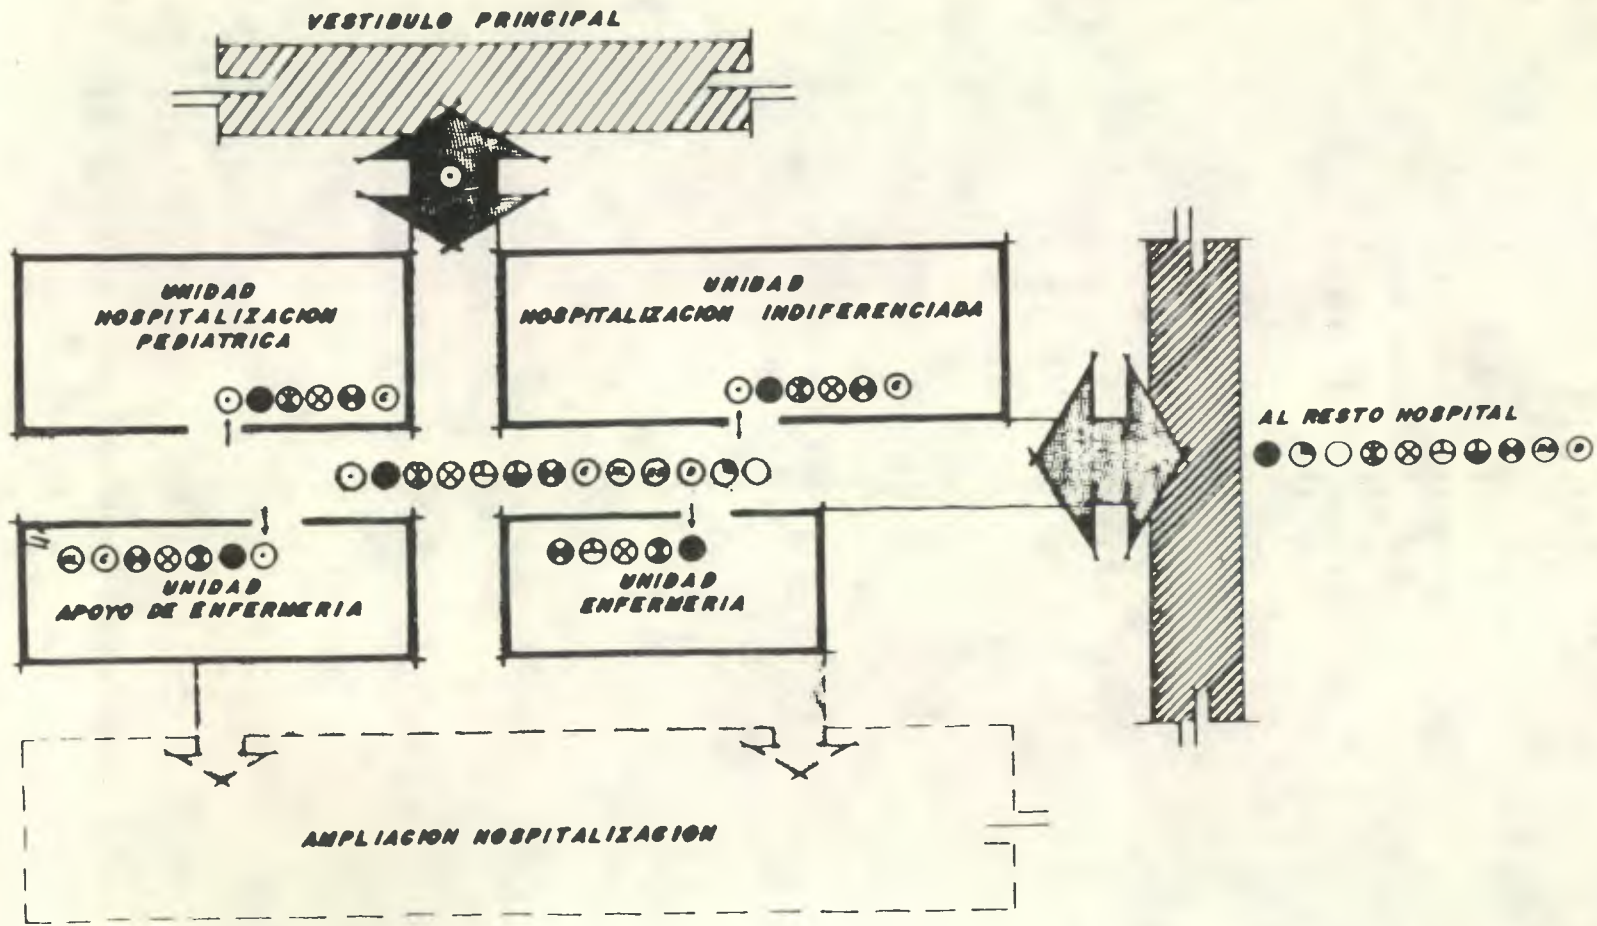 VESTIBULO PRINCIPAL
UNIDAD
HOSPITALIZACION
PEDIATRICA
UNIDAD
HOSPITALIZACION INDIFERENCIADA
AL RESTO HOSPITAL
UNIDAD
APOYO DE ENFERMERIA
UNIDAD
ENFERMERIA
AMPLIACION HOSPITALIZACION